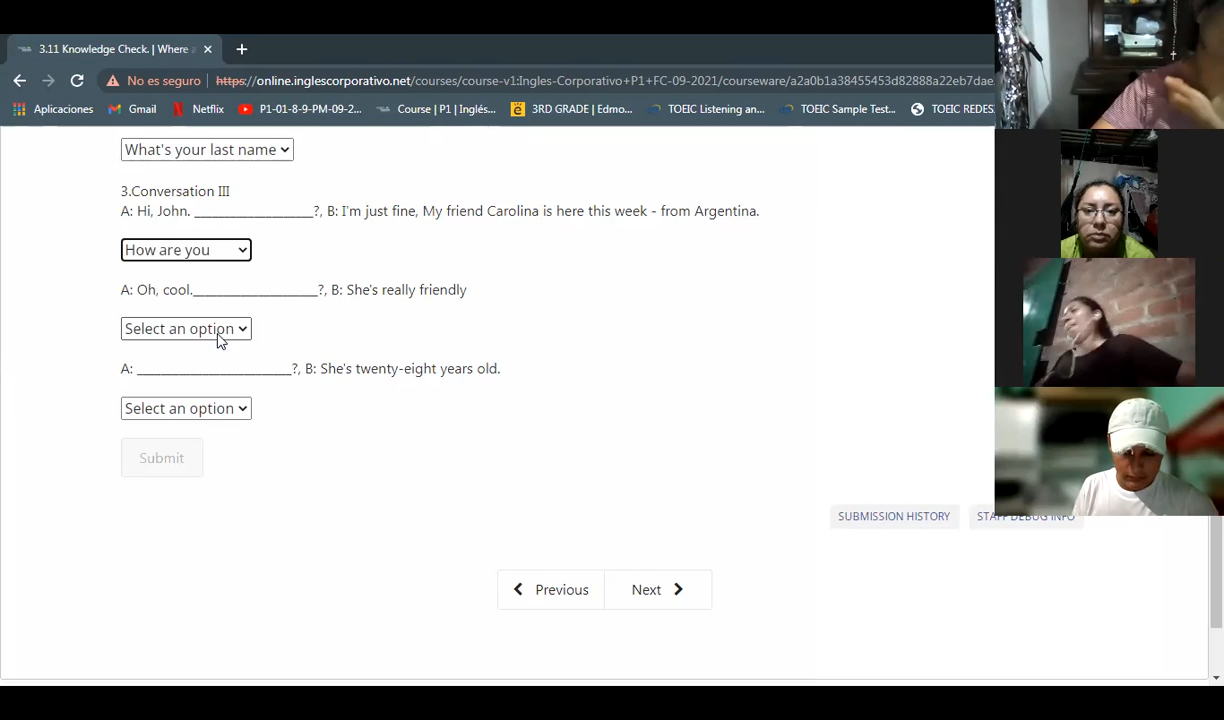 3.11 Knowledge Check. | Where a
No es seguro | https://online.inglescorporativo.net/courses/course-v1:Ingles-Corporativo+P1+FC-09-2021/courseware/a2a0b1a38455453d82888a22eb7dae
Aplicaciones Gmail Netflix P1-01-8-9-PM-09-2... Course | P1 | Inglés... 3RD GRADE | Edmo... TOEIC Listening an... TOEIC Sample Test... TOEIC REDES
What's your last name
3.Conversation III
A: Hi, John. ____________________?, B: I'm just fine, My friend Carolina is here this week - from Argentina.
How are you
A: Oh, cool._____________________?, B: She's really friendly
Select an option
A: __________________________?, B: She's twenty-eight years old.
Select an option
Submit
SUBMISSION HISTORY STAFF DEBUG INFO
Previous Next